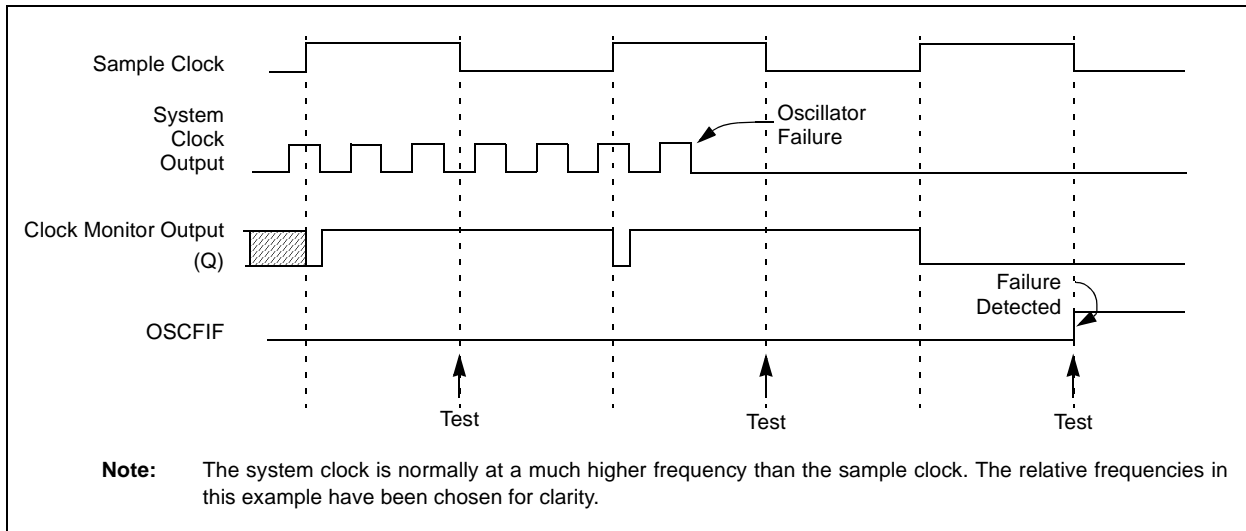 Sample Clock
System
Clock
Output
Oscillator
Failure
Clock Monitor Output
(Q)
Failure
Detected
OSCFIF
Test
Test
Test
Note: The system clock is normally at a much higher frequency than the sample clock. The relative frequencies in
this example have been chosen for clarity.